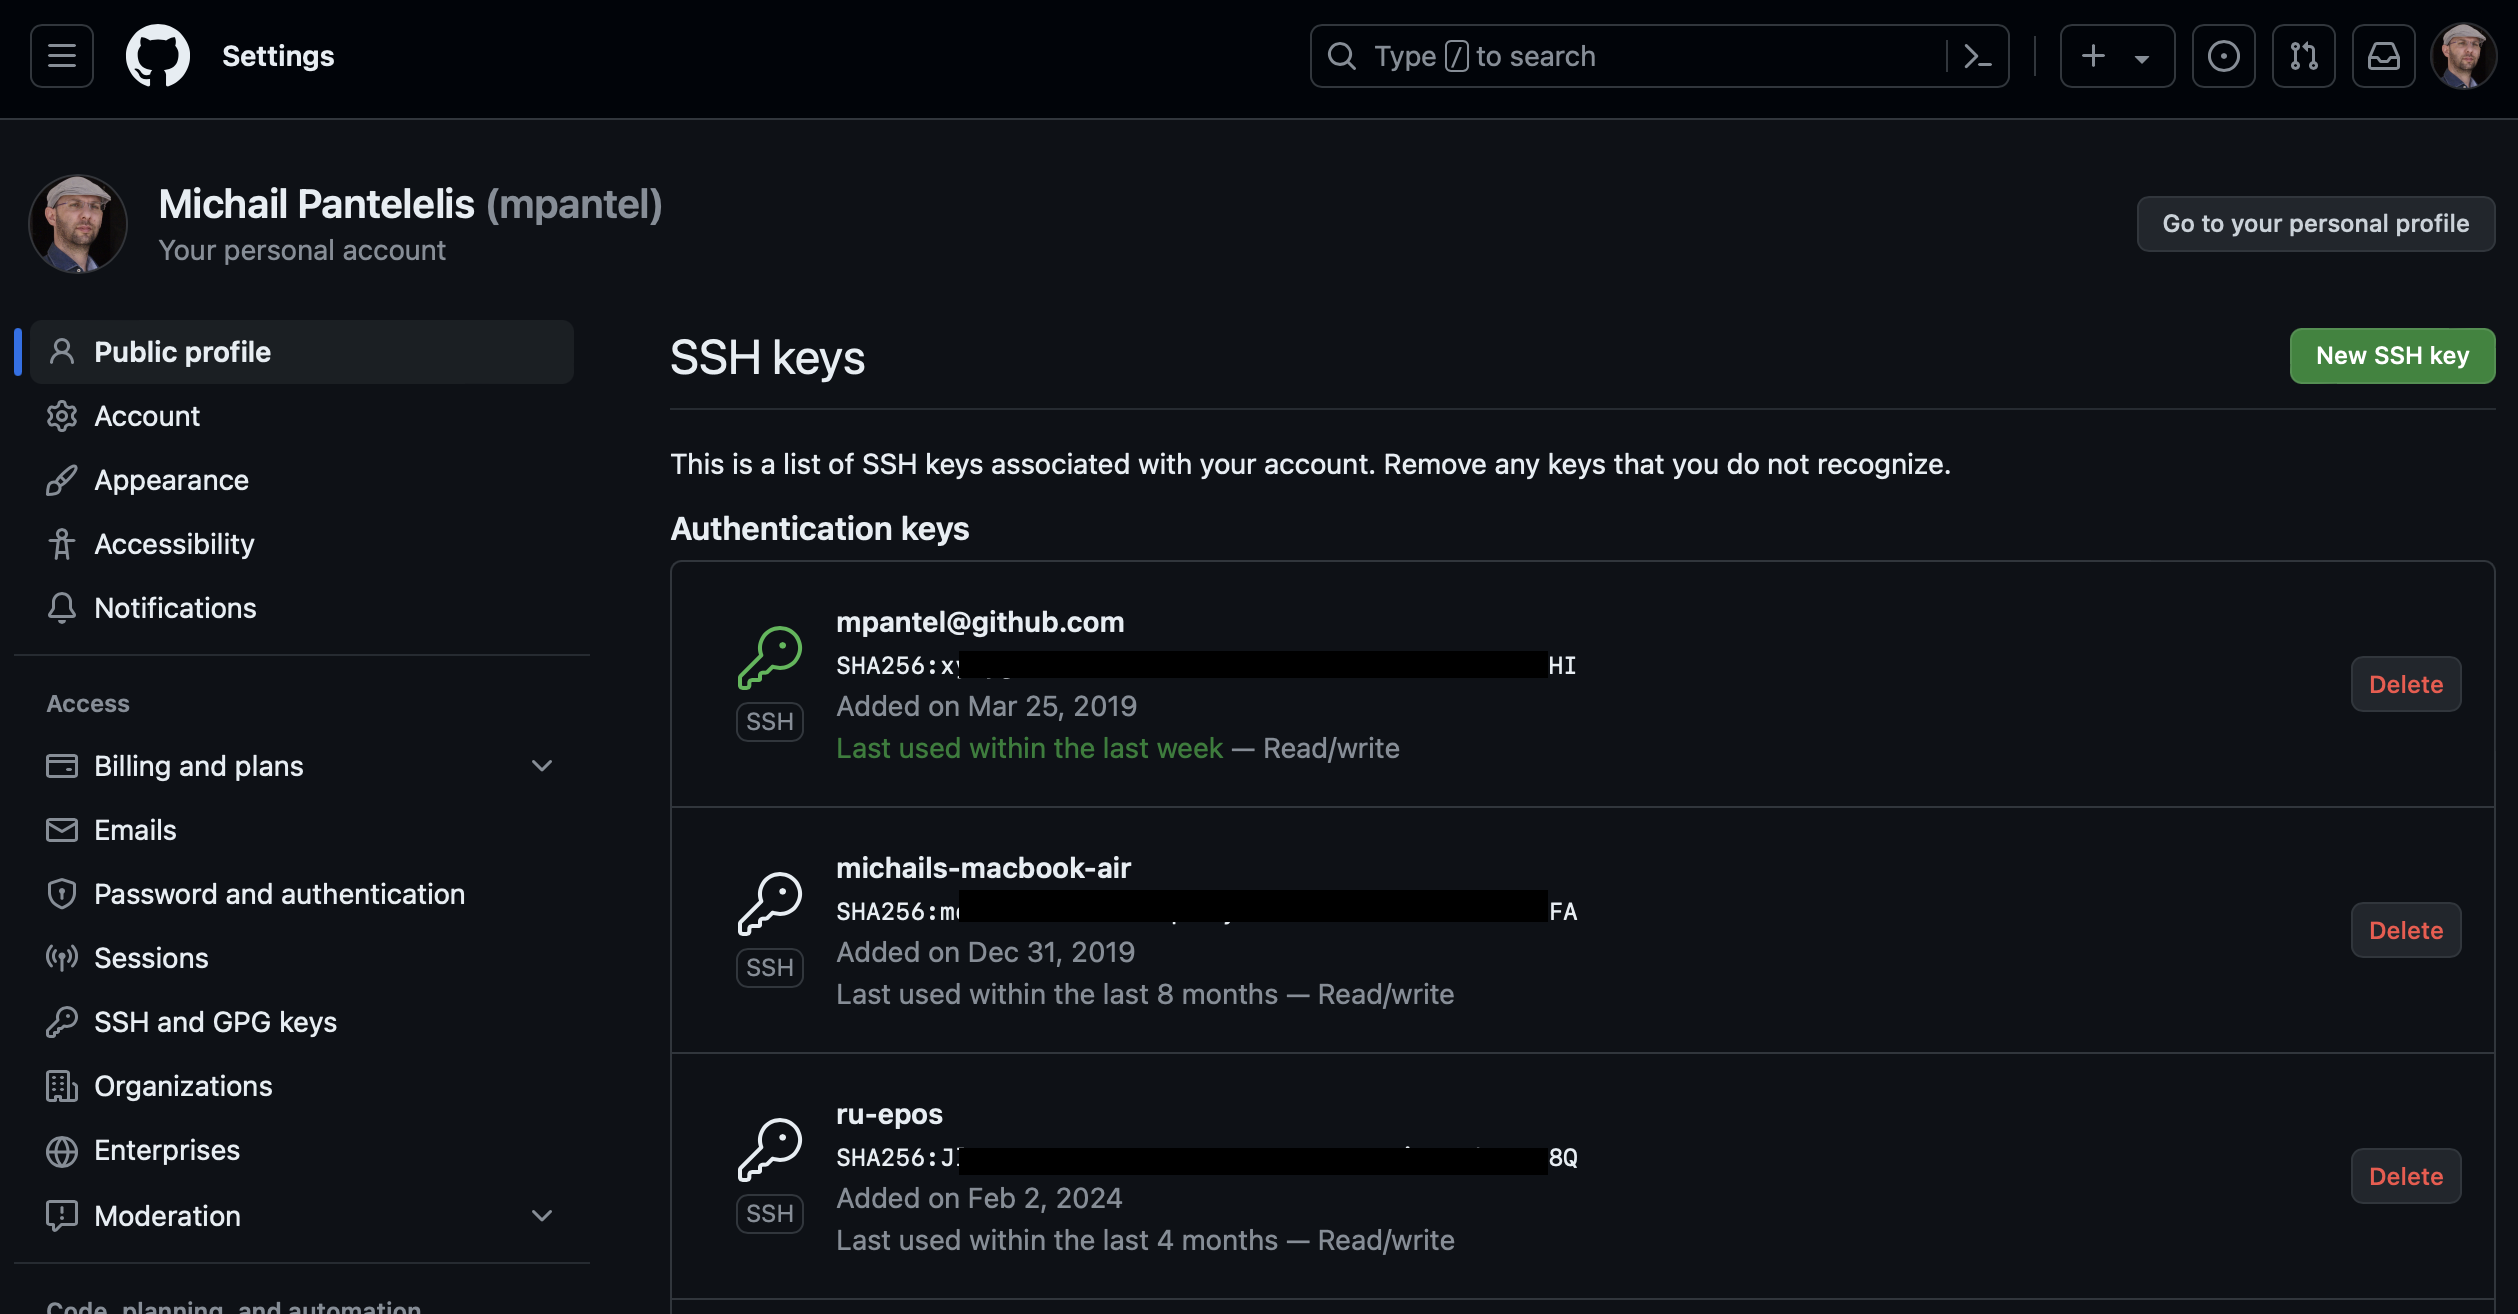 Settings
Type / to search
Michail Pantelelis (mpantel)
Your personal account
Go to your personal profile
Public profile
Account
Appearance
Accessibility
Notifications
Access
Billing and plans
Emails
Password and authentication
Sessions
SSH and GPG keys
Organizations
Enterprises
Moderation
Code, planning, and automation
SSH keys
New SSH key
This is a list of SSH keys associated with your account. Remove any keys that you do not recognize.
Authentication keys
mpantel@github.com
SHA256:x HI
Added on Mar 25, 2019
Last used within the last week — Read/write
SSH
Delete
michails-macbook-air
SHA256:m FA
Added on Dec 31, 2019
Last used within the last 8 months — Read/write
SSH
Delete
ru-epos
SHA256:J 8Q
Added on Feb 2, 2024
Last used within the last 4 months — Read/write
SSH
Delete